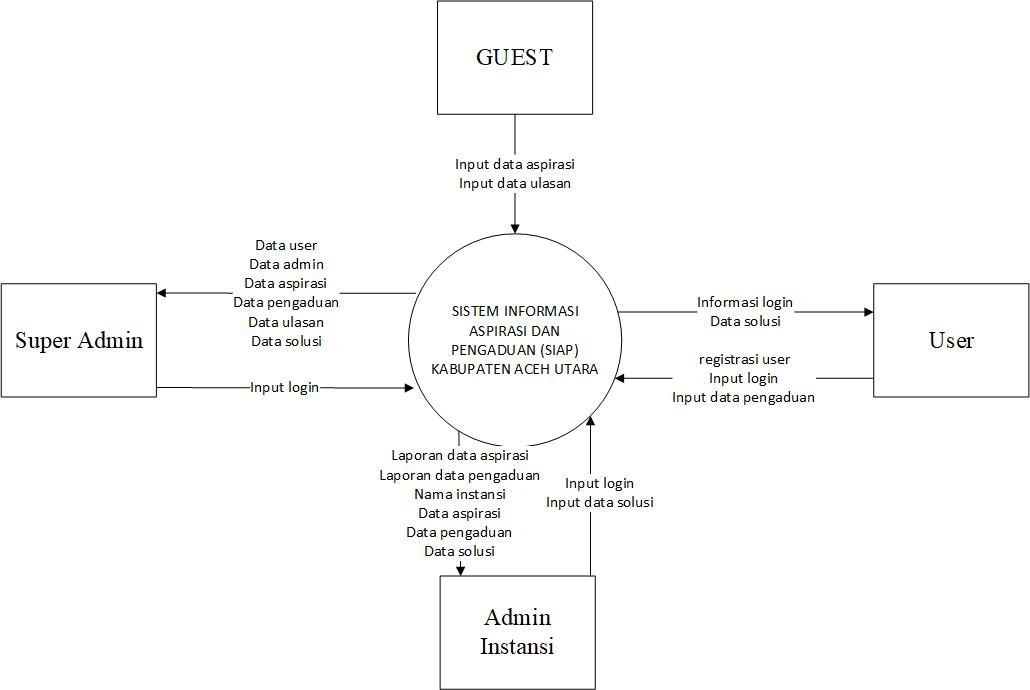 GUEST
Input data aspirasi
Input data ulasan
Data user
Data admin
Data aspirasi
Data pengaduan
Data ulasan
Data solusi
Super Admin
Input login
SISTEM INFORMASI
ASPIRASI DAN
PENGADUAN (SIAP)
KABUPATEN ACEH UTARA
Informasi login
Data solusi
registrasi user
Input login
Input data pengaduan
User
Laporan data aspirasi
Laporan data pengaduan
Nama instansi
Data aspirasi
Data pengaduan
Data solusi
Input login
Input data solusi
Admin
Instansi